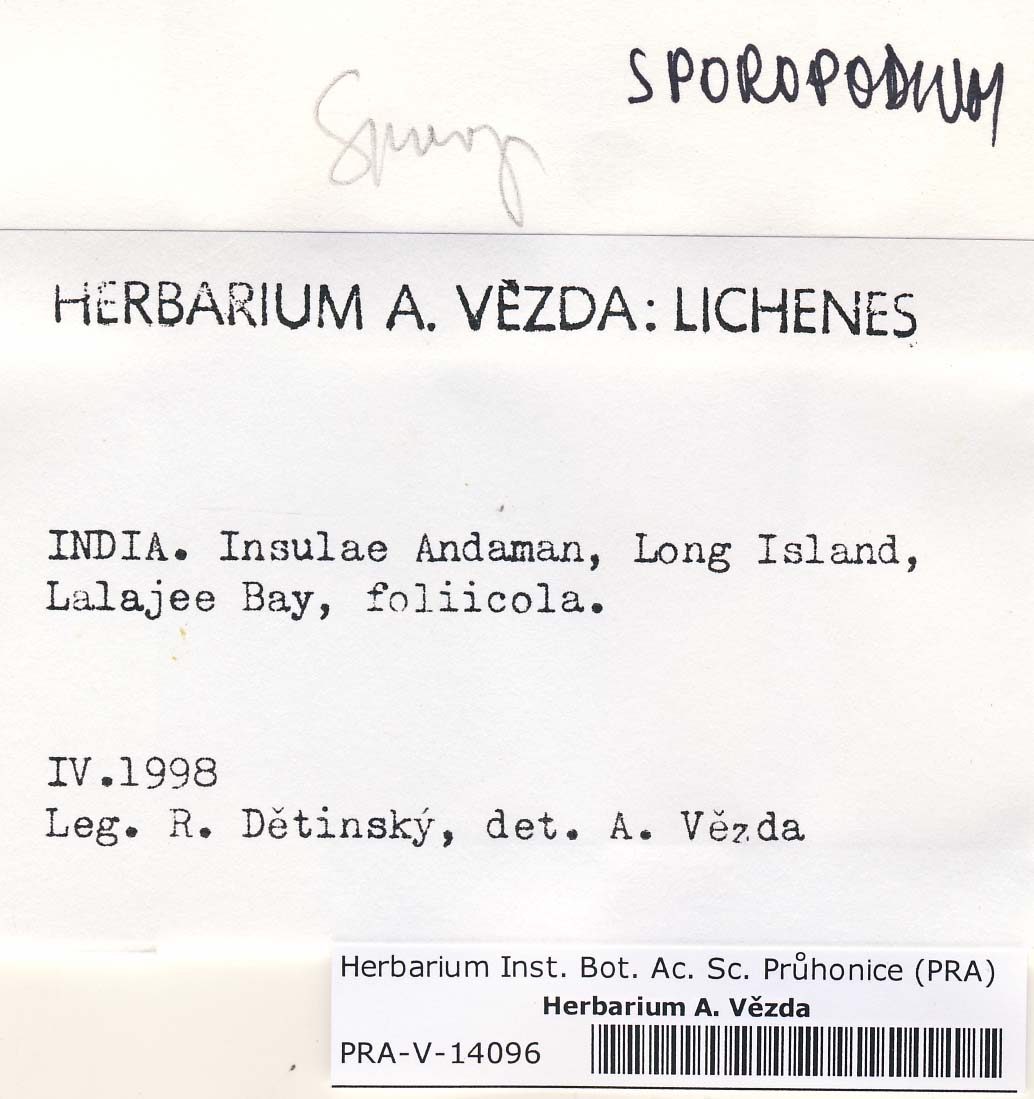 SPOROPODIUM
Sporop
HERBARIUM A. VĚZDA: LICHENES
INDIA. Insulae Andaman, Long Island,
Lalajee Bay, foliicola.
IV.1998
Leg. R. Dětinský, det. A. Vězda
Herbarium Inst. Bot. Ac. Sc. Průhonice (PRA)
Herbarium A. Vězda
PRA-V-14096